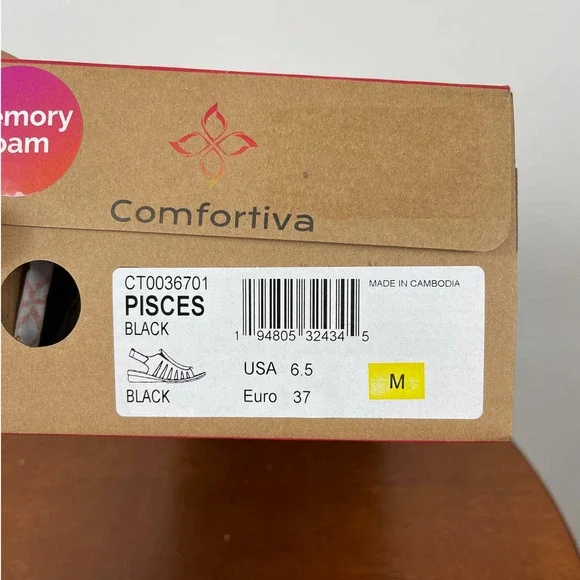 emory
oam
Comfortiva
CT0036701
PISCES
BLACK
BLACK
1 94805 32434 5
USA 6.5
Euro 37
MADE IN CAMBODIA
M